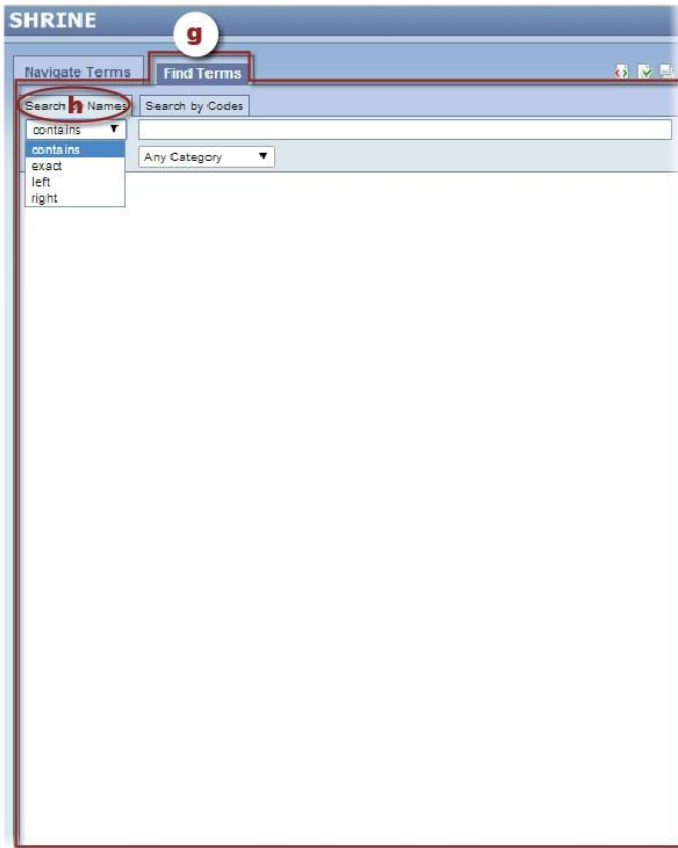 SHRINE
g
Navigate Terms Find Terms
Search h Names Search by Codes
contains
contains Any Category
exact
left
right